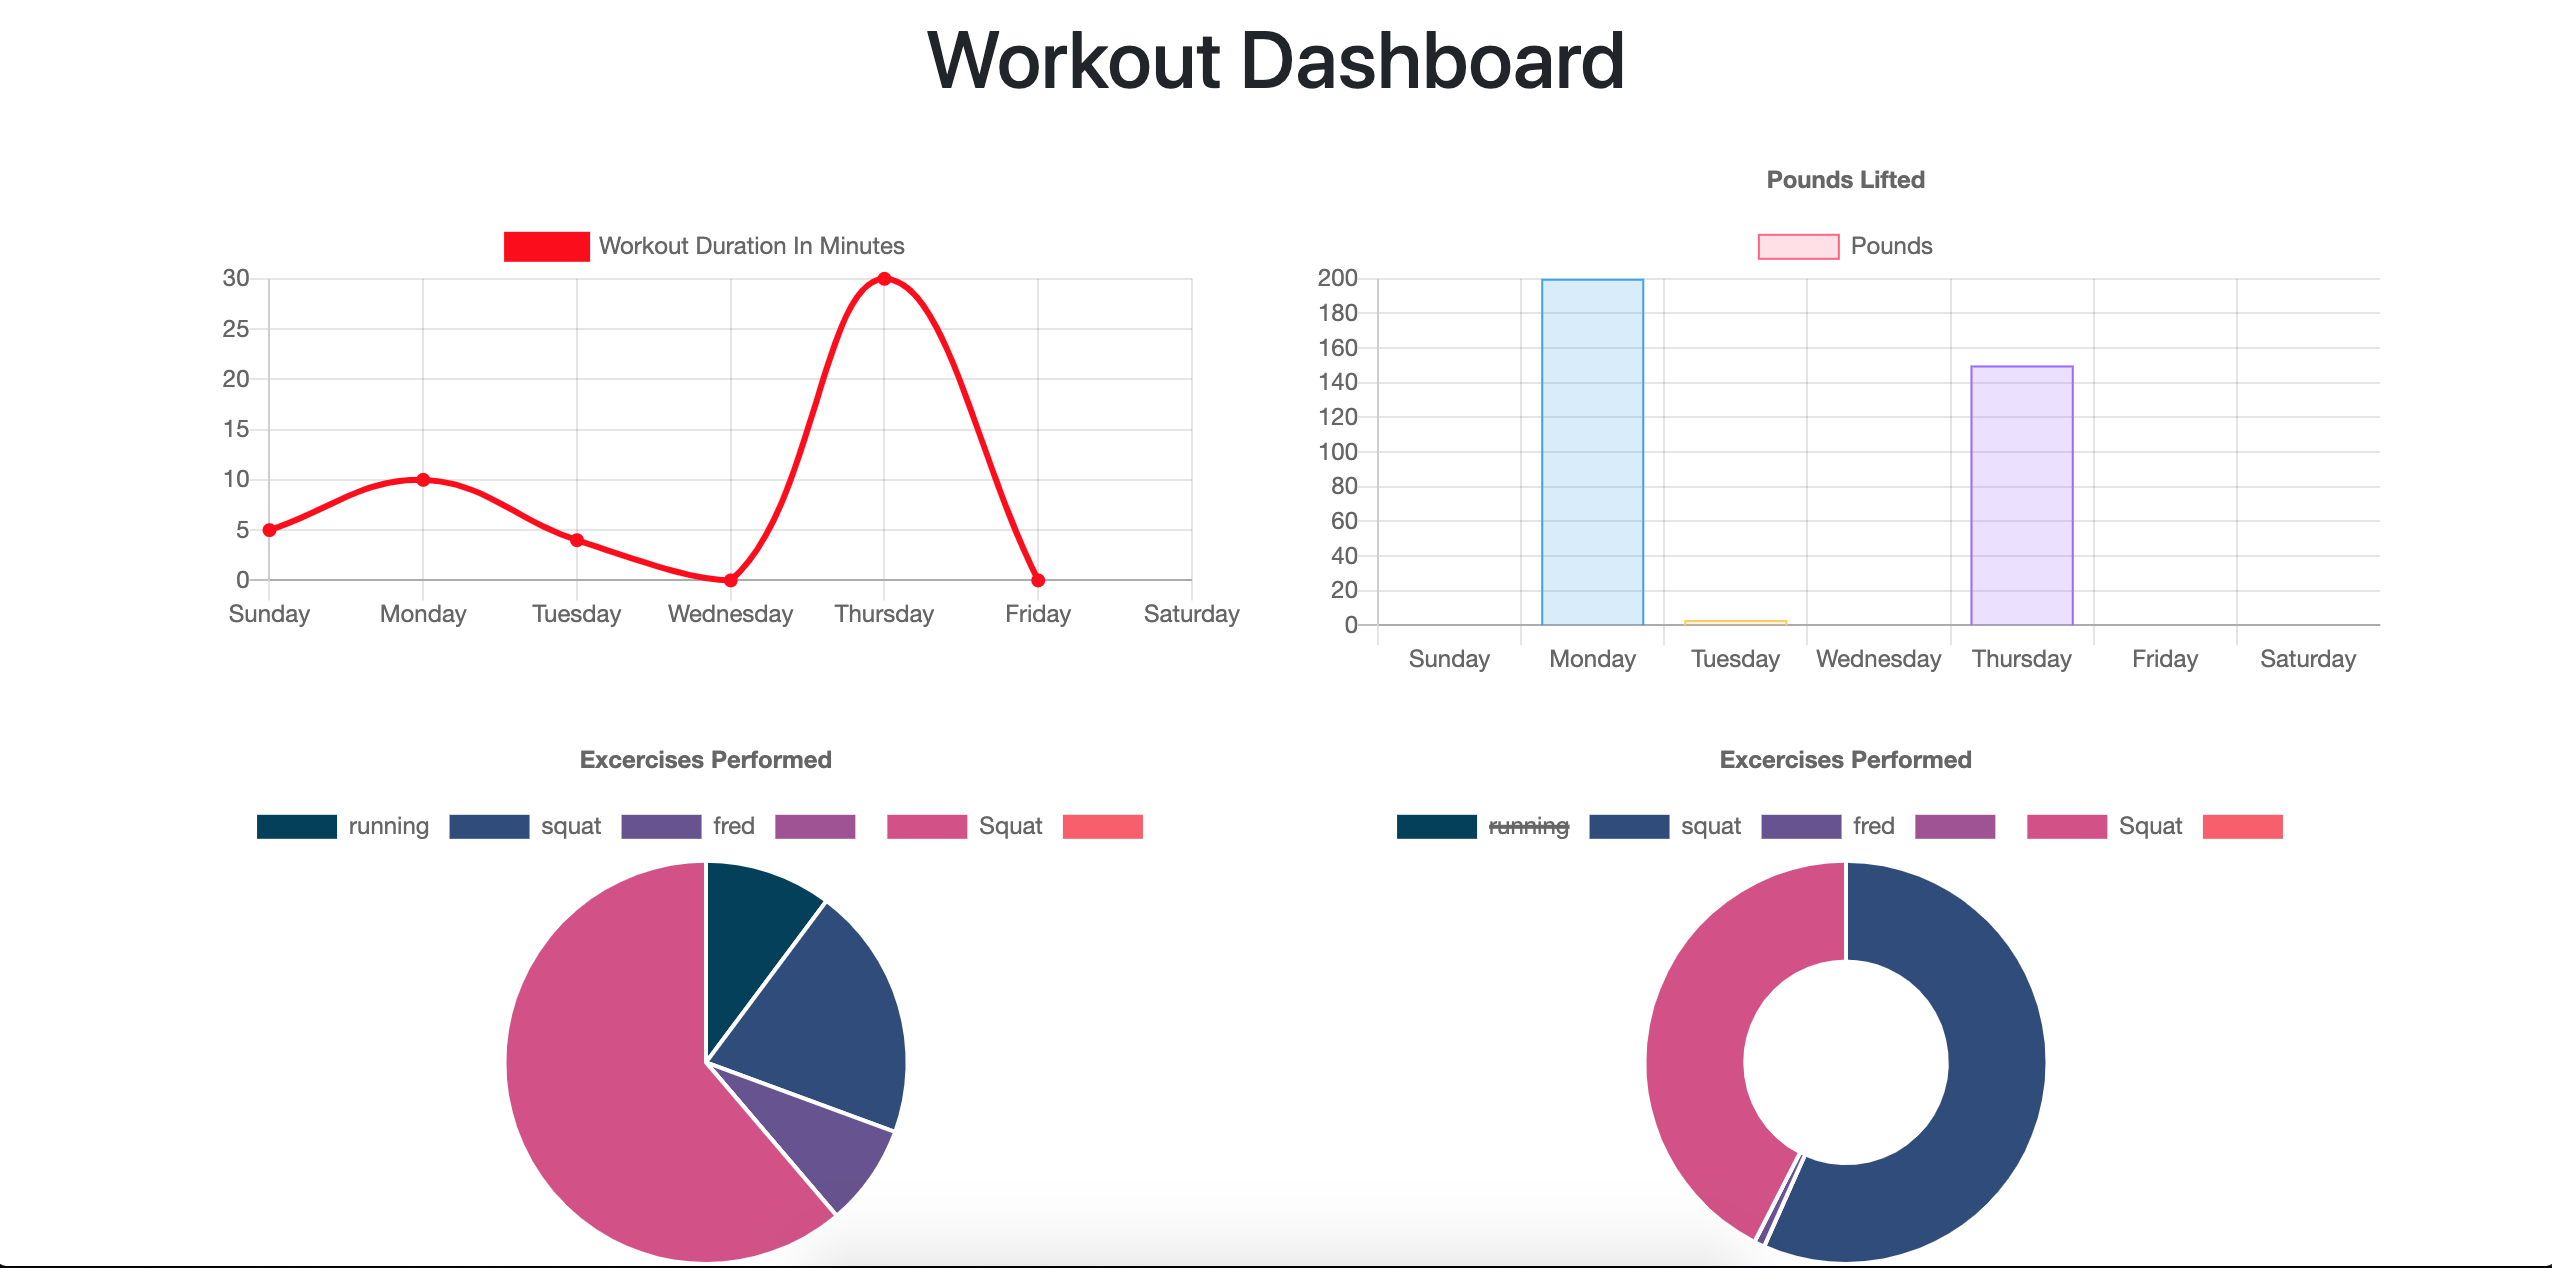 Workout Dashboard
Workout Duration In Minutes
30
25
20
15
10
5
0
Sunday Monday Tuesday Wednesday Thursday Friday Saturday
Pounds Lifted
Pounds
200
180
160
140
120
100
80
60
40
20
0
Sunday Monday Tuesday Wednesday Thursday Friday Saturday
Excercises Performed
running squat fred Squat
Excercises Performed
running squat fred Squat